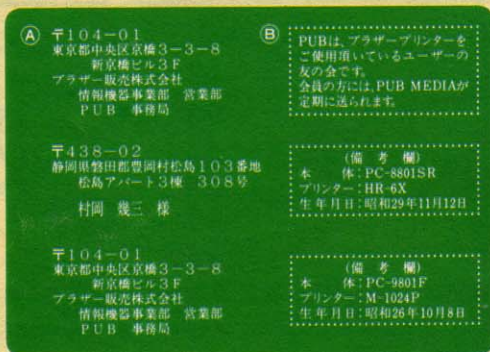 Ⓐ
〒104-01
東京都中央区京橋3-3-8
新京橋ビル3F
ブラザー販売株式会社
情報機器事業部 営業部
PUB 事務局
〒438-02
静岡県磐田郡豊岡村松島103番地
松島アパート3棟 308号
村岡 幾三 様
〒104-01
東京都中央区京橋3-3-8
新京橋ビル3F
ブラザー販売株式会社
情報機器事業部 営業部
PUB 事務局
Ⓑ
PUBは、ブラザープリンターを
ご使用頂いているユーザーの
友の会です。
会員の方には、PUB MEDIAが
定期に送られます。
(備考欄)
本 体:PC-8801SR
プリンター:HR-6X
生年月日:昭和29年11月12日
(備考欄)
本 体:PC-9801F
プリンター:M-1024P
生年月日:昭和26年10月8日